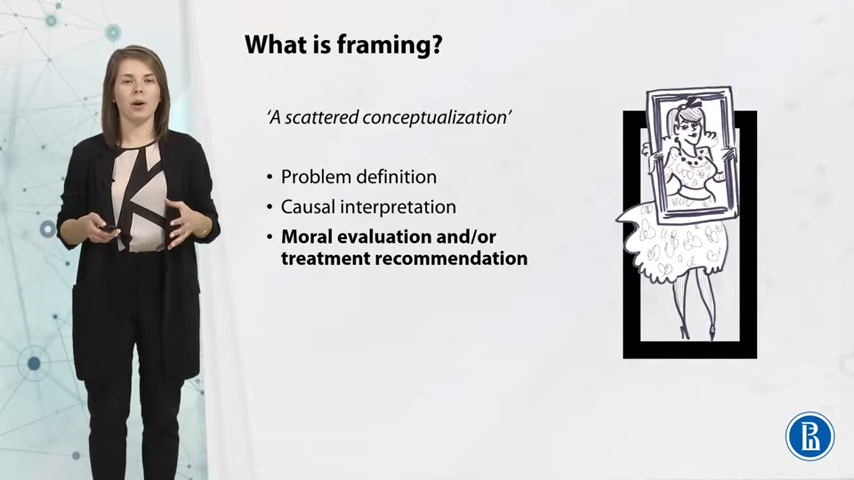 What is framing?
‘A scattered conceptualization’
• Problem definition
• Causal interpretation
• Moral evaluation and/or
treatment recommendation